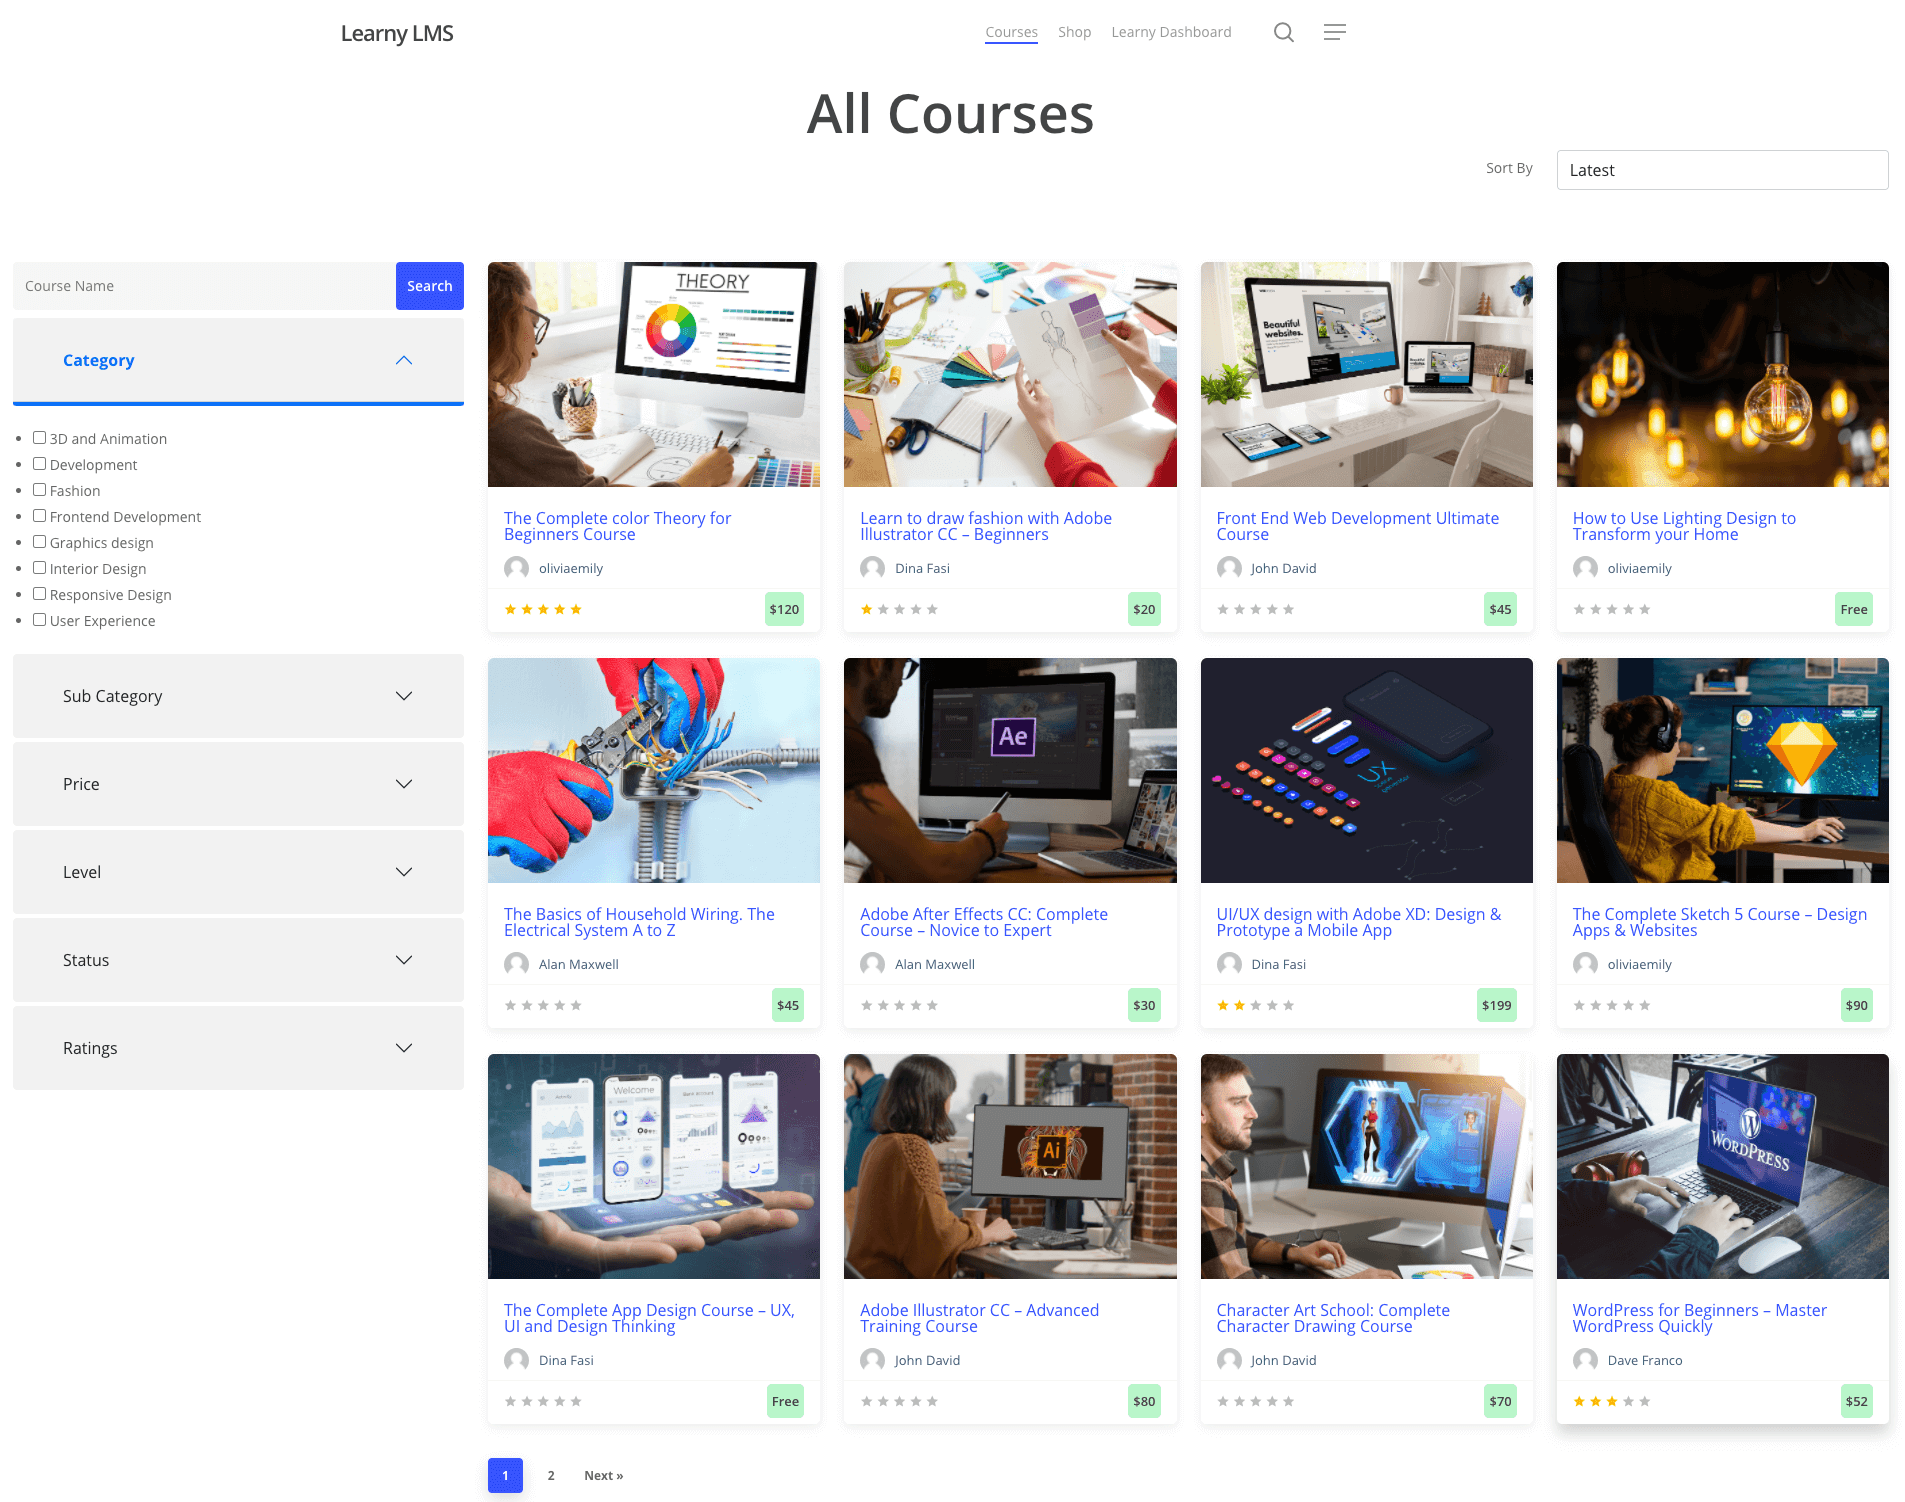 Learny LMS
Courses
Shop
Learny Dashboard
All Courses
Sort By
Latest
Course Name
Search
Category
3D and Animation
Development
Fashion
Frontend Development
Graphics design
Interior Design
Responsive Design
User Experience
Sub Category
Price
Level
Status
Ratings
THEORY
The Complete color Theory for
Beginners Course
oliviaemily
$120
Learn to draw fashion with Adobe
Illustrator CC – Beginners
Dina Fasi
$20
Beautiful
websites.
Front End Web Development Ultimate
Course
John David
$45
How to Use Lighting Design to
Transform your Home
oliviaemily
Free
The Basics of Household Wiring. The
Electrical System A to Z
Alan Maxwell
$45
Ae
Adobe After Effects CC: Complete
Course – Novice to Expert
Alan Maxwell
$30
UX
UI/UX design with Adobe XD: Design &
Prototype a Mobile App
Dina Fasi
$199
The Complete Sketch 5 Course – Design
Apps & Websites
oliviaemily
$90
Welcome
The Complete App Design Course – UX,
UI and Design Thinking
Dina Fasi
Free
Ai
Adobe Illustrator CC – Advanced
Training Course
John David
$80
Character Art School: Complete
Character Drawing Course
John David
$70
WORDPRESS
WordPress for Beginners – Master
WordPress Quickly
Dave Franco
$52
1
2
Next »